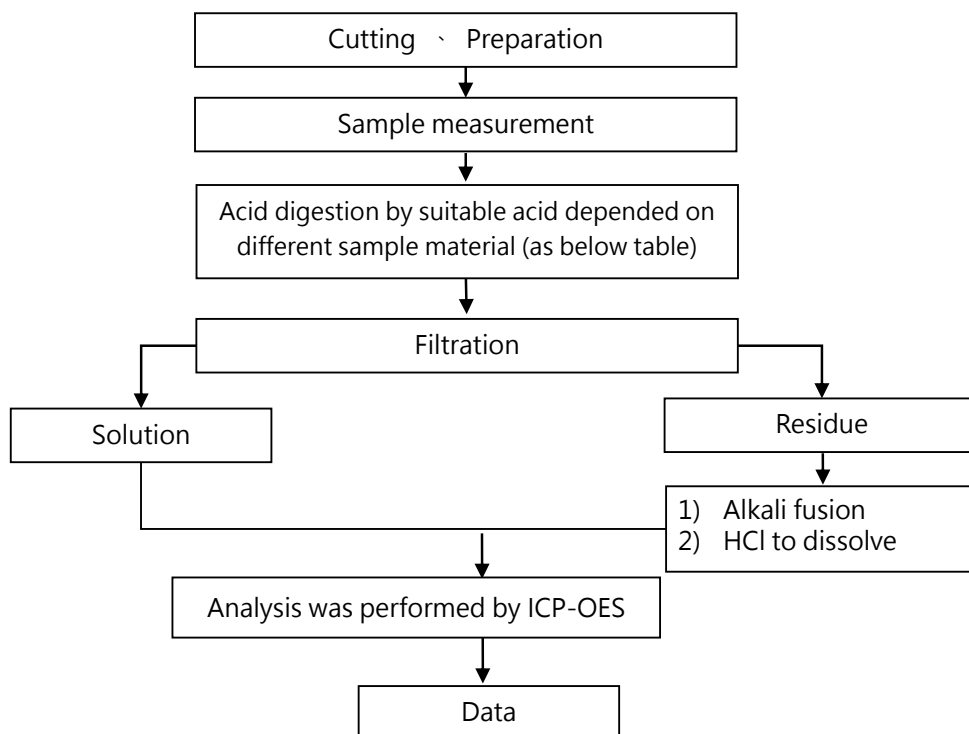 Cutting 、 Preparation
Sample measurement
Acid digestion by suitable acid depended on
different sample material (as below table)
Filtration
Solution
Residue
1) Alkali fusion
2) HCl to dissolve
Analysis was performed by ICP-OES
Data